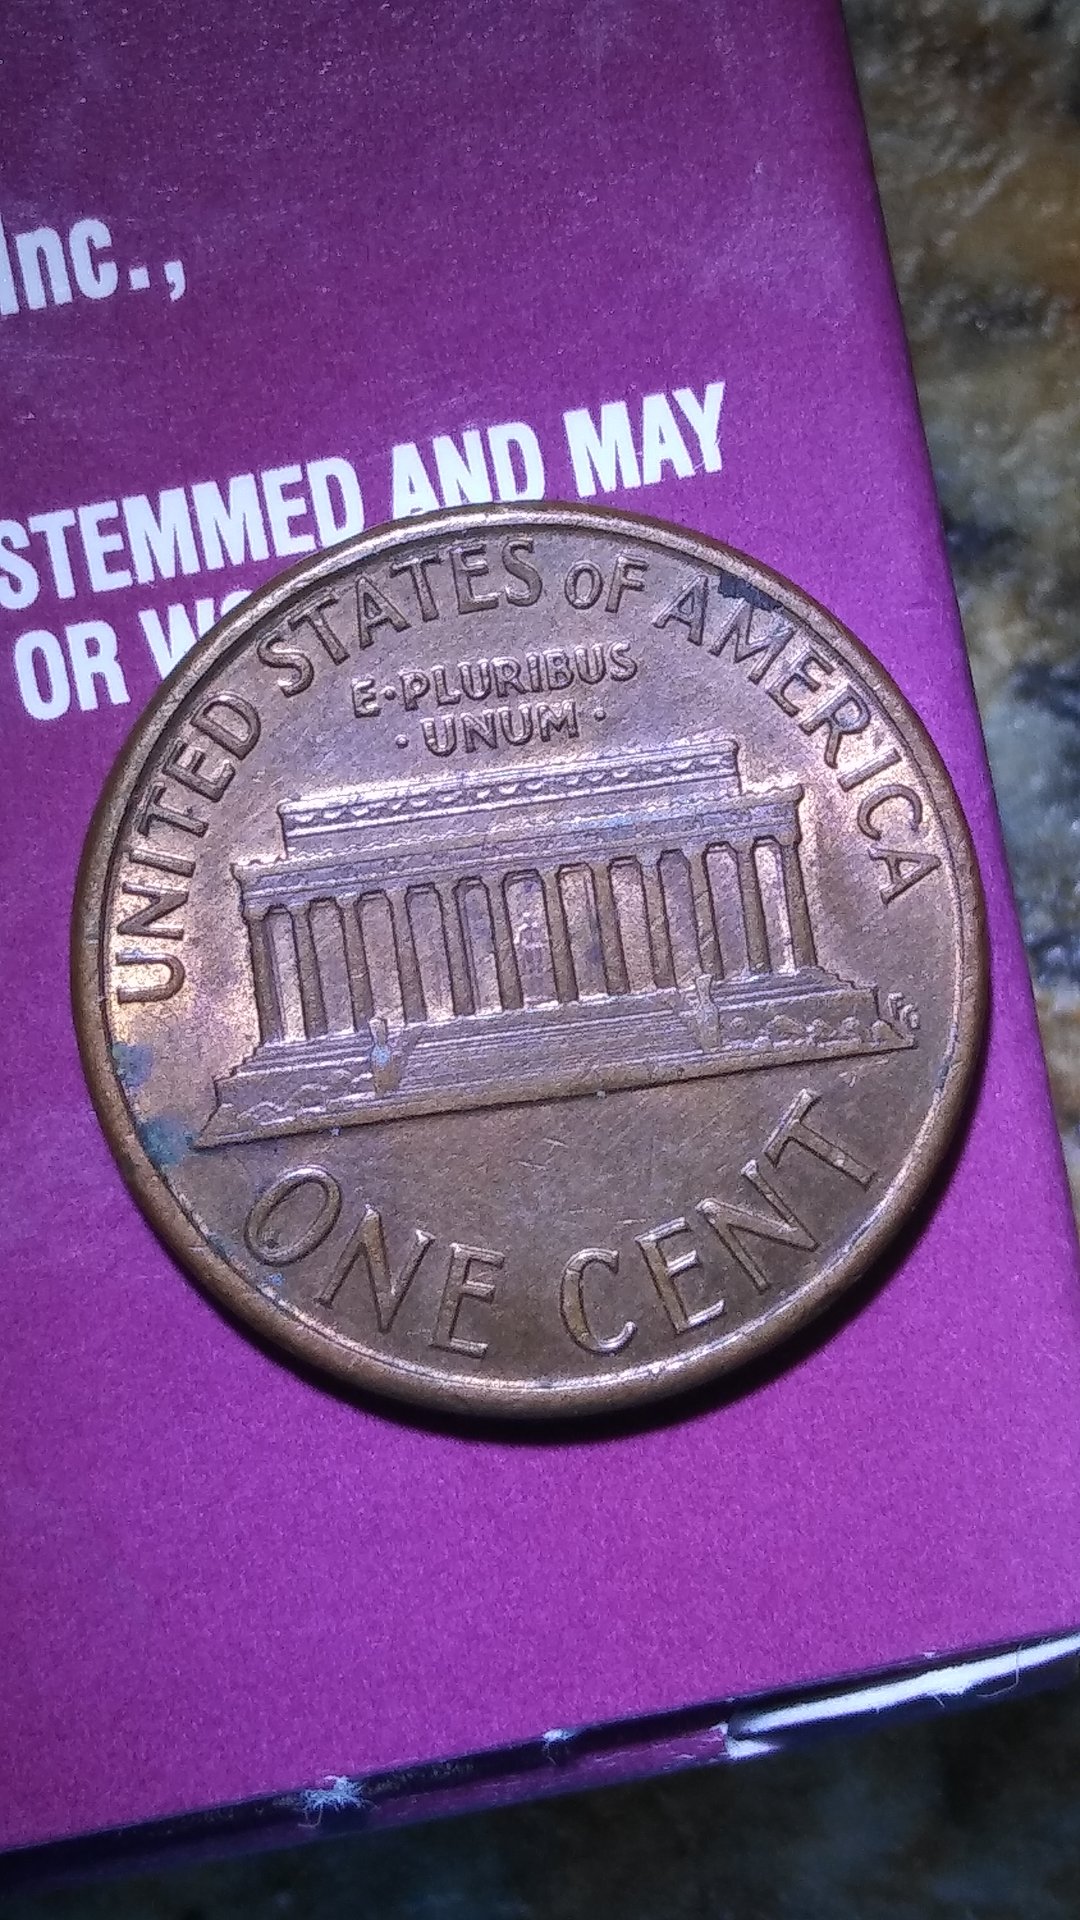 Inc.,
STEMMED AND MAY
OR
UNITED STATES OF AMERICA
E·PLURIBUS
·UNUM·
FG
ONE CENT